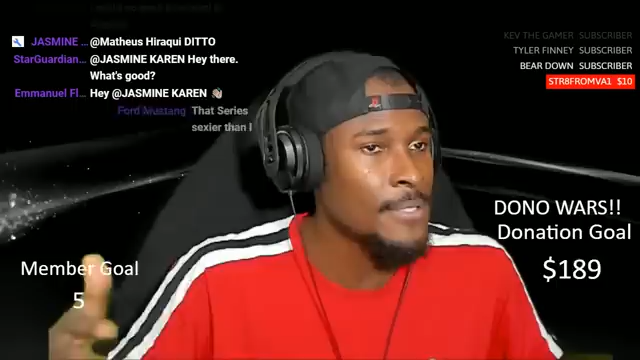 JASMINE ... @Matheus Hiraqui DITTO
StarGuardian... @JASMINE KAREN Hey there.
What's good?
Emmanuel Fl... Hey @JASMINE KAREN 👋🏽
Ford Mustang That Series
sexier than I
KEV THE GAMER SUBSCRIBER
TYLER FINNEY SUBSCRIBER
BEAR DOWN SUBSCRIBER
STR8FROMVA1 $10
DONO WARS!!
Donation Goal
$189
Member Goal
5